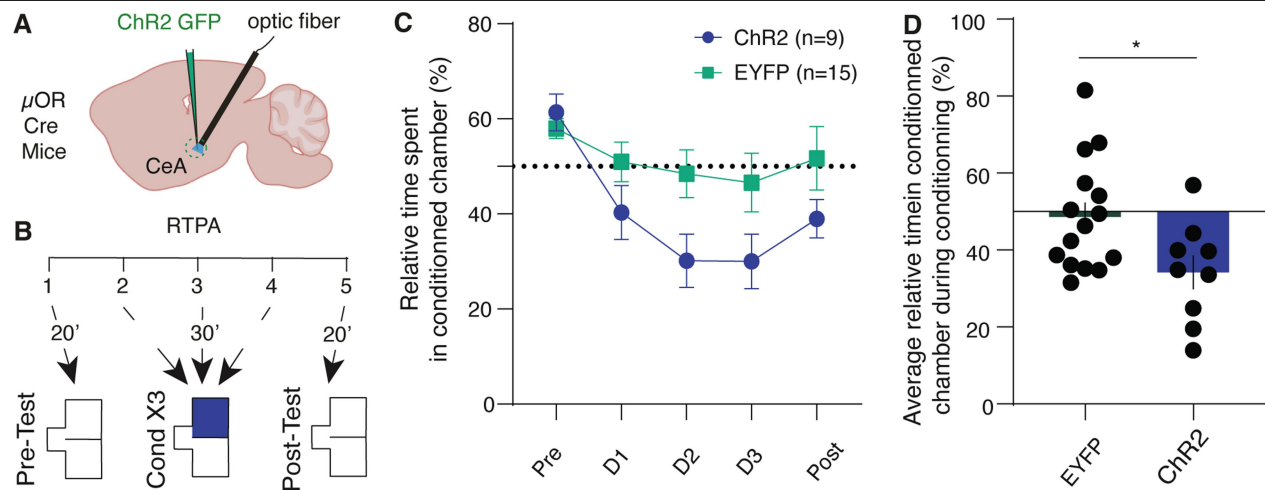 A
ChR2 GFP
optic fiber
µOR
Cre
Mice
CeA
B
RTPA
1 2 3 4 5
20’ 30’ 20’
Pre-Test
Cond X3
Post-Test
C
Relative time spent
in conditionned chamber (%)
80
60
40
20
0
ChR2 (n=9)
EYFP (n=15)
Pre D1 D2 D3 Post
D
Average relative timein conditionned
chamber during conditionning (%)
100
80
60
40
20
0
*
EYFP ChR2